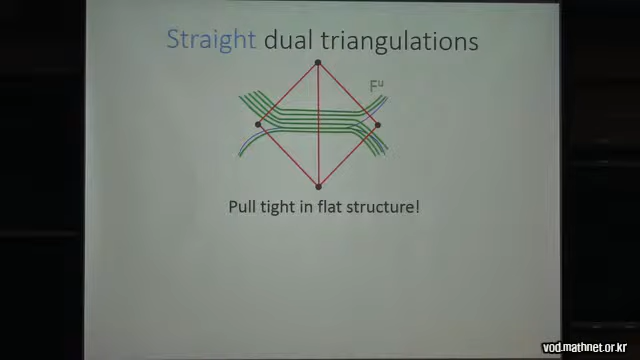 Straight dual triangulations
Fᵘ
Pull tight in flat structure!
vod.mathnet.or.kr